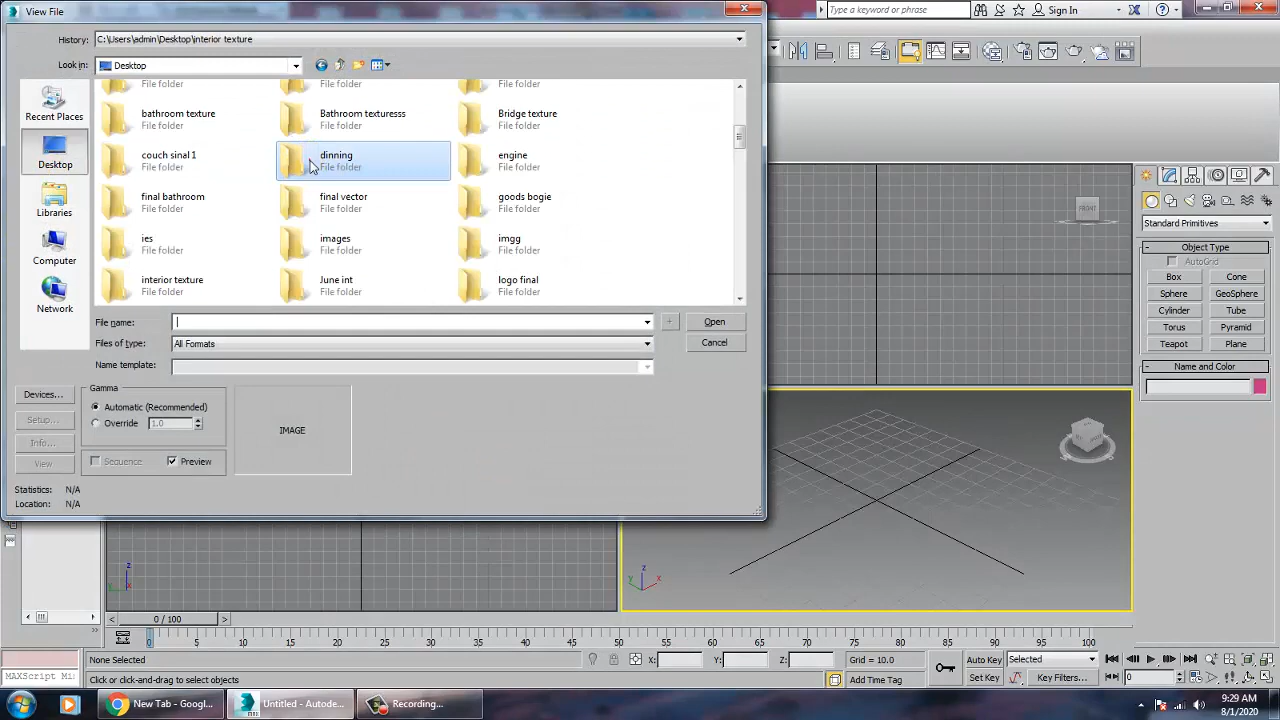 View File
Type a keyword or phrase
Sign In
History:
C:\Users\admin\Desktop\interior texture
Look in:
Desktop
File folder
File folder
File folder
Recent Places
Desktop
Libraries
Computer
Network
bathroom texture
File folder
Bathroom texturesss
File folder
Bridge texture
File folder
couch sinal 1
File folder
dinning
File folder
engine
File folder
final bathroom
File folder
final vector
File folder
goods bogie
File folder
ies
File folder
images
File folder
imgg
File folder
interior texture
File folder
June int
File folder
logo final
File folder
File name:
Open
Files of type:
All Formats
Cancel
Name template:
Devices...
Setup...
Info...
View
Gamma
Automatic (Recommended)
Override
1.0
Sequence
Preview
IMAGE
Statistics: N/A
Location: N/A
FRONT
Standard Primitives
Object Type
AutoGrid
Box
Cone
Sphere
GeoSphere
Cylinder
Tube
Torus
Pyramid
Teapot
Plane
Name and Color
z
x
z
y
x
0 / 100
0 5 10 15 20 25 30 35 40 45 50 55 60 65 70 75 80 85 90 95 100
None Selected
X:
Y:
Z:
Grid = 10.0
Auto Key
Selected
MAXScript Mi
Click or click-and-drag to select objects
Add Time Tag
Set Key
Key Filters...
0
New Tab - Googl...
Untitled - Autode...
Recording...
9:29 AM
8/1/2020